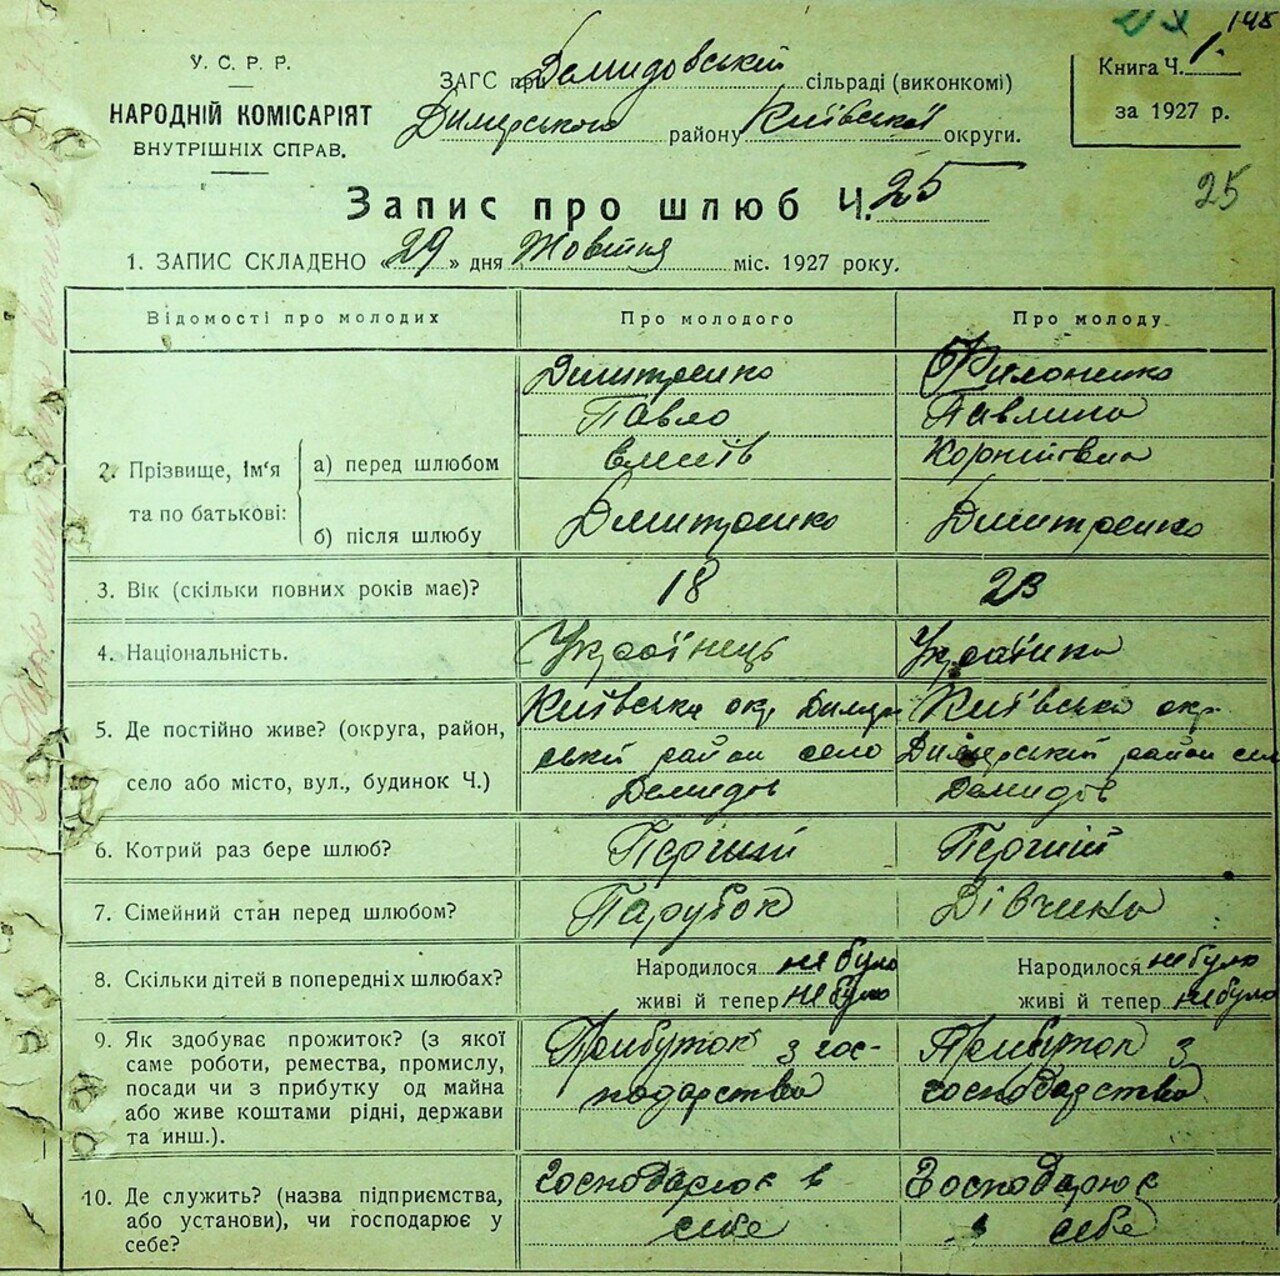 148
У. С. Р. Р.
НАРОДНІЙ КОМІСАРІЯТ
ВНУТРІШНІХ СПРАВ.
ЗАГС при Демидовській сільраді (виконкомі)
Димерського району Київської округи.
Книга Ч. 1.
за 1927 р.
25
Запис про шлюб Ч. 25
1. ЗАПИС СКЛАДЕНО «29» дня Жовтня міс. 1927 року.
Відомості про молодих
Про молодого
Про молоду
2. Прізвище, ім'я та по батькові:
а) перед шлюбом
Дмитренко
Павло
Філоненко
Павлина
Корніївна
б) після шлюбу
Дмитренко
Дмитренко
3. Вік (скільки повних років має)?
18
23
4. Національність.
Українець
Українка
5. Де постійно живе? (округа, район,
село або місто, вул., будинок Ч.)
Київська окр Димер
ський район село
Демидов
Київська окр
Димерський район село
Демидов
6. Котрий раз бере шлюб?
Перший
Перший
7. Сімейний стан перед шлюбом?
Парубок
Дівчина
8. Скільки дітей в попередніх шлюбах?
Народилося не було
живі й тепер не було
Народилося не було
живі й тепер не було
9. Як здобуває прожиток? (з якої
саме роботи, ремества, промислу,
посади чи з прибутку од майна
або живе коштами рідні, держави
та инш.).
Прибуток з гос-
подарства
Прибуток з
господарства
10. Де служить? (назва підприємства,
або установи), чи господарює у
себе?
Господарює в
себе
Господарює
в себе